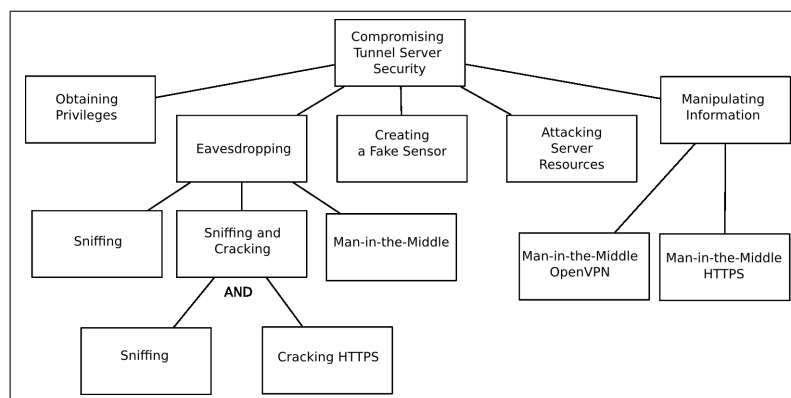 Compromising
Tunnel Server
Security
Obtaining
Privileges
Manipulating
Information
Eavesdropping
Creating
a Fake Sensor
Attacking
Server
Resources
Sniffing
Sniffing and
Cracking
Man-in-the-Middle
Man-in-the-Middle
OpenVPN
Man-in-the-Middle
HTTPS
AND
Sniffing
Cracking HTTPS